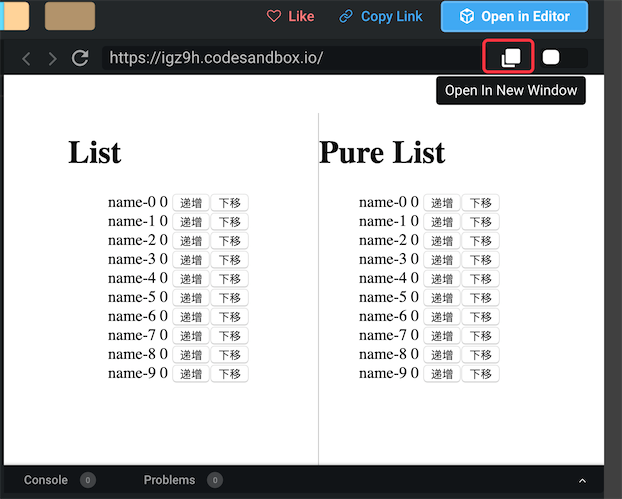 Like Copy Link Open in Editor
https://igz9h.codesandbox.io/
Open In New Window
List
name-0 0 递增 下移
name-1 0 递增 下移
name-2 0 递增 下移
name-3 0 递增 下移
name-4 0 递增 下移
name-5 0 递增 下移
name-6 0 递增 下移
name-7 0 递增 下移
name-8 0 递增 下移
name-9 0 递增 下移
Pure List
name-0 0 递增 下移
name-1 0 递增 下移
name-2 0 递增 下移
name-3 0 递增 下移
name-4 0 递增 下移
name-5 0 递增 下移
name-6 0 递增 下移
name-7 0 递增 下移
name-8 0 递增 下移
name-9 0 递增 下移
Console 0 Problems 0